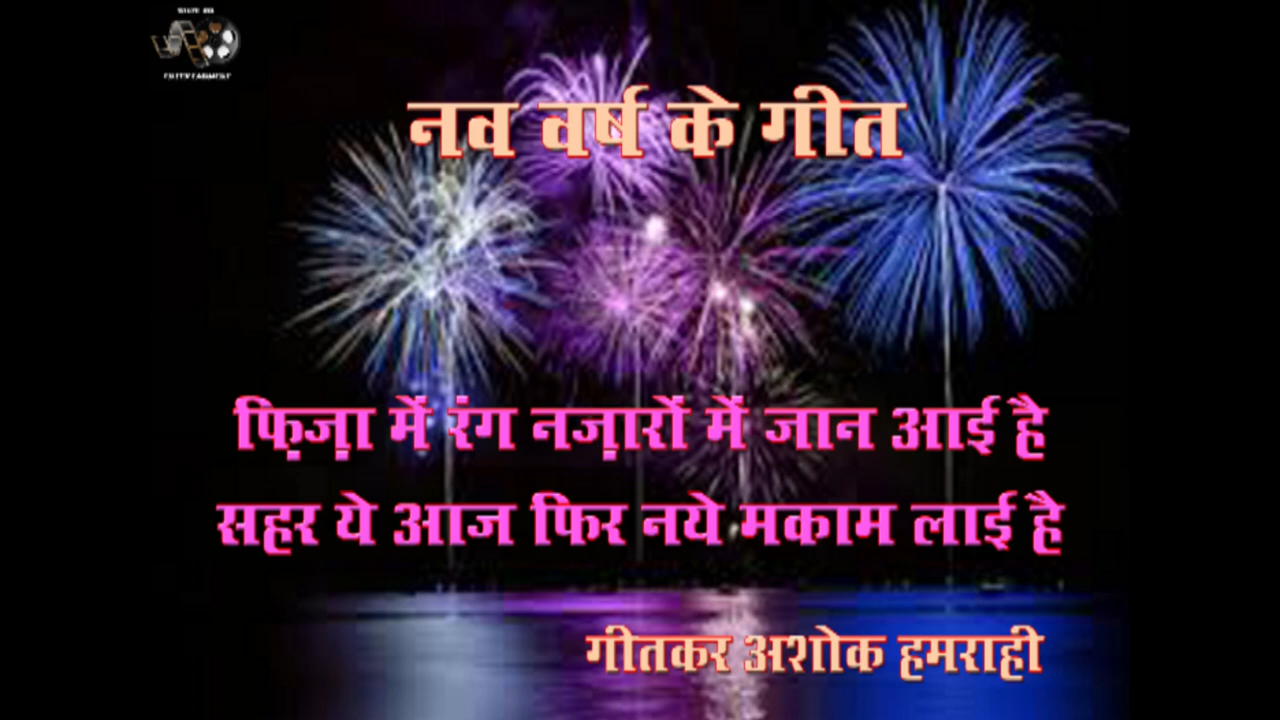 नव वर्ष के गीत
फ़िज़ा में रंग नज़ारों में जान आई है
सहर ये आज फिर नये मकाम लाई है
गीतकर अशोक हमराही